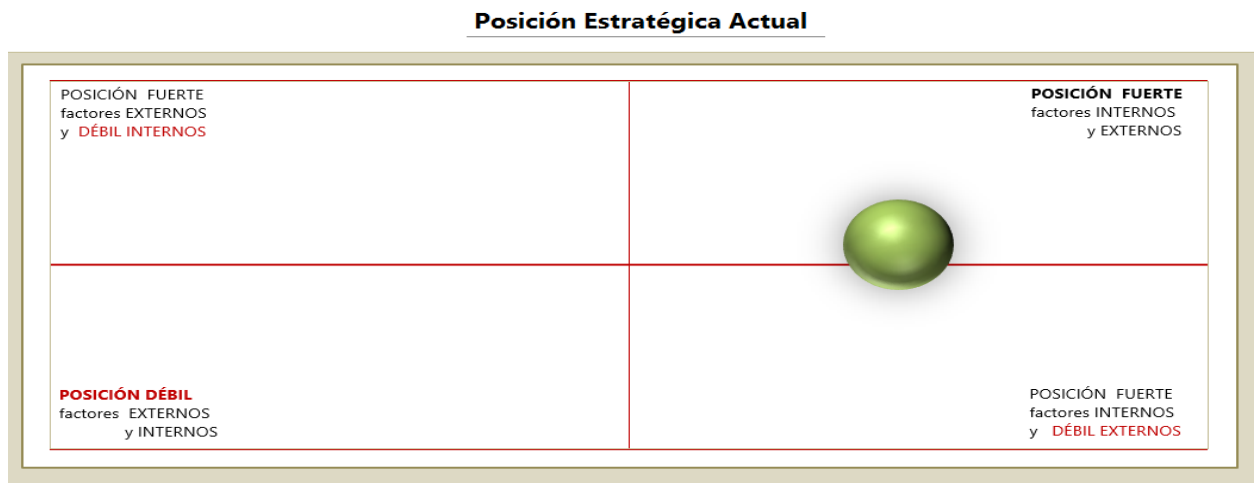 Posición Estratégica Actual
POSICIÓN FUERTE
factores EXTERNOS
y DÉBIL INTERNOS
POSICIÓN FUERTE
factores INTERNOS
y EXTERNOS
POSICIÓN DÉBIL
factores EXTERNOS
y INTERNOS
POSICIÓN FUERTE
factores INTERNOS
y DÉBIL EXTERNOS